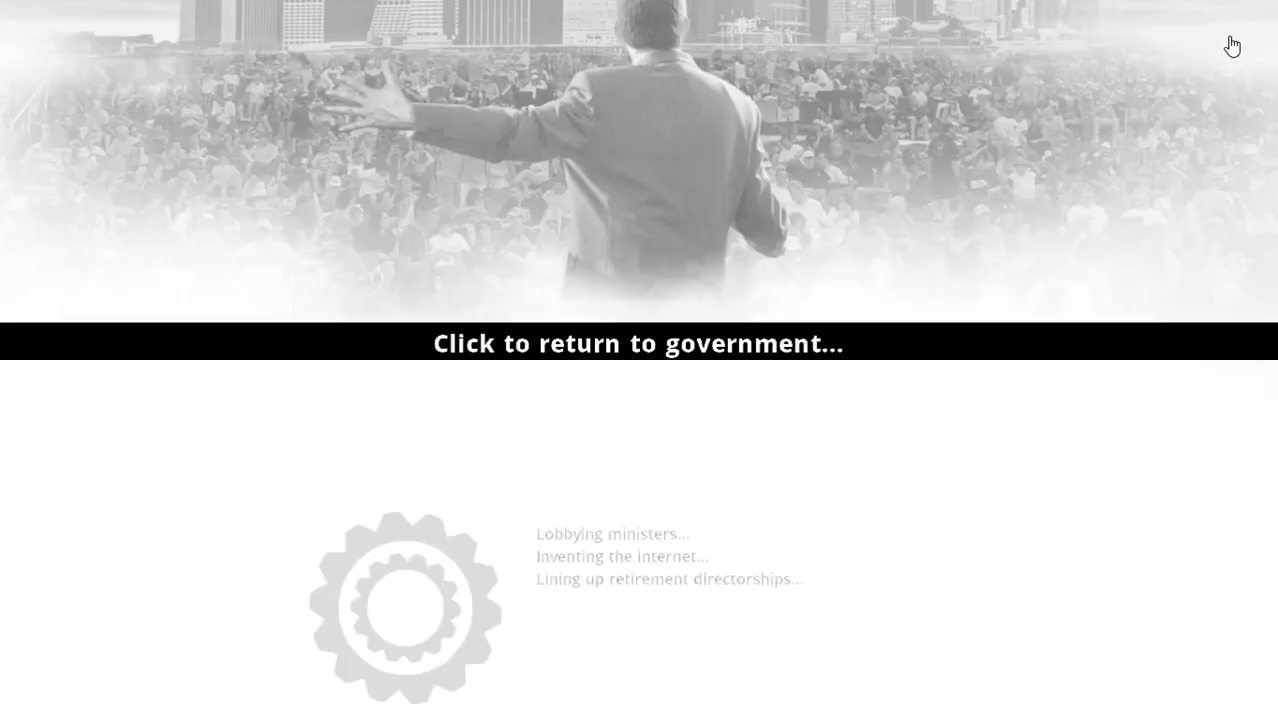 Click to return to government...
Lobbying ministers...
Inventing the internet...
Lining up retirement directorships...